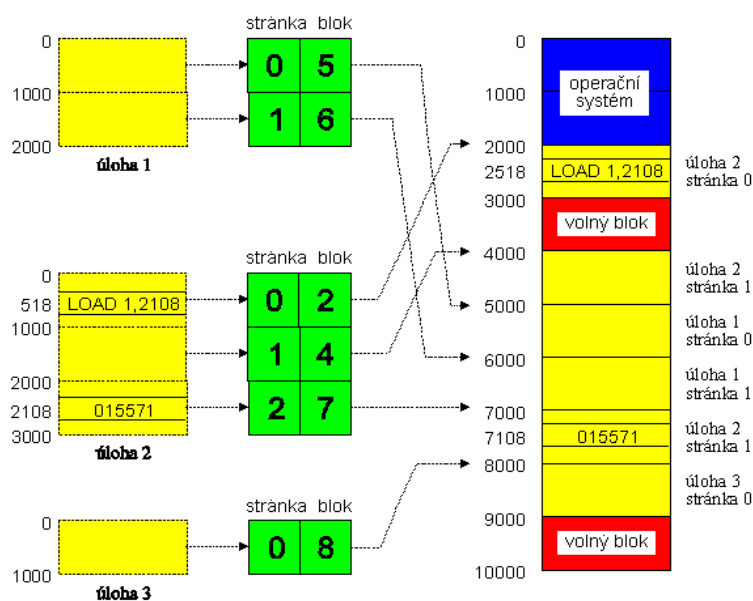 stránka blok
0
0 5
1000
1 6
2000
úloha 1
stránka blok
0
518 LOAD 1,2108
0 2
1000
1 4
2000
2108 015571
2 7
3000
úloha 2
stránka blok
0
0 8
1000
úloha 3
0
operační
systém
1000
2000
2518 LOAD 1,2108
úloha 2
stránka 0
3000
volný blok
4000
úloha 2
stránka 1
5000
úloha 1
stránka 0
6000
úloha 1
stránka 1
7000
7108 015571
úloha 2
stránka 1
8000
úloha 3
stránka 0
9000
volný blok
10000